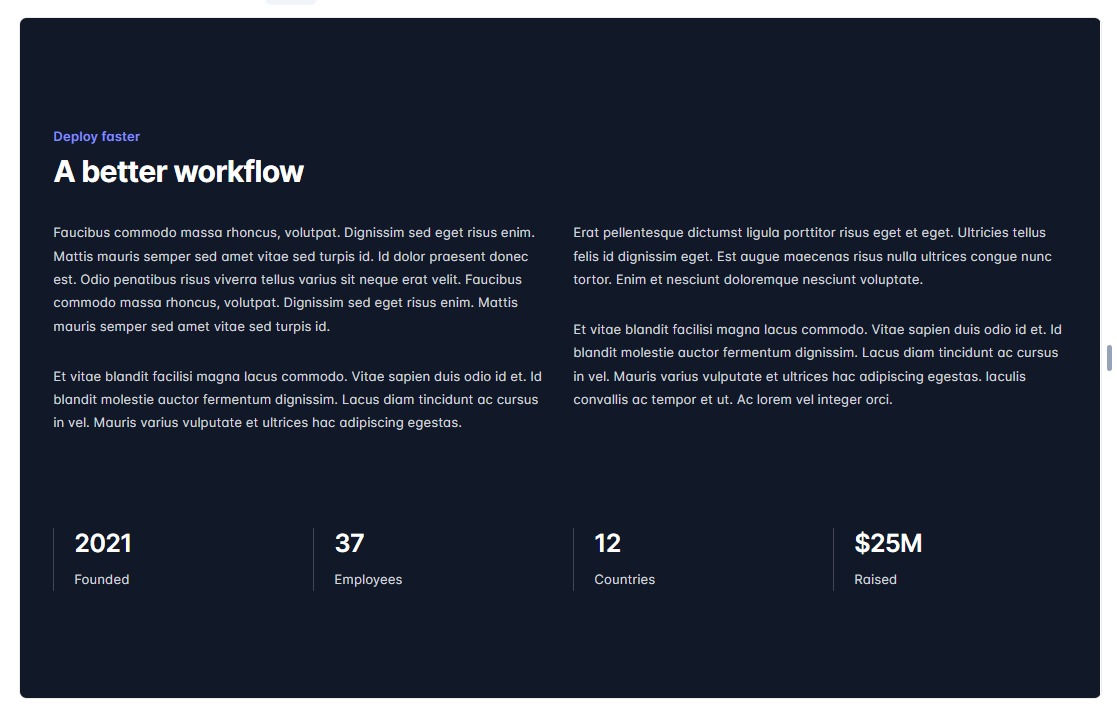 Deploy faster
A better workflow
Faucibus commodo massa rhoncus, volutpat. Dignissim sed eget risus enim.
Mattis mauris semper sed amet vitae sed turpis id. Id dolor praesent donec
est. Odio penatibus risus viverra tellus varius sit neque erat velit. Faucibus
commodo massa rhoncus, volutpat. Dignissim sed eget risus enim. Mattis
mauris semper sed amet vitae sed turpis id.
Et vitae blandit facilisi magna lacus commodo. Vitae sapien duis odio id et. Id
blandit molestie auctor fermentum dignissim. Lacus diam tincidunt ac cursus
in vel. Mauris varius vulputate et ultrices hac adipiscing egestas.
Erat pellentesque dictumst ligula porttitor risus eget et eget. Ultricies tellus
felis id dignissim eget. Est augue maecenas risus nulla ultrices congue nunc
tortor. Enim et nesciunt doloremque nesciunt voluptate.
Et vitae blandit facilisi magna lacus commodo. Vitae sapien duis odio id et. Id
blandit molestie auctor fermentum dignissim. Lacus diam tincidunt ac cursus
in vel. Mauris varius vulputate et ultrices hac adipiscing egestas. Iaculis
convallis ac tempor et ut. Ac lorem vel integer orci.
2021
Founded
37
Employees
12
Countries
$25M
Raised